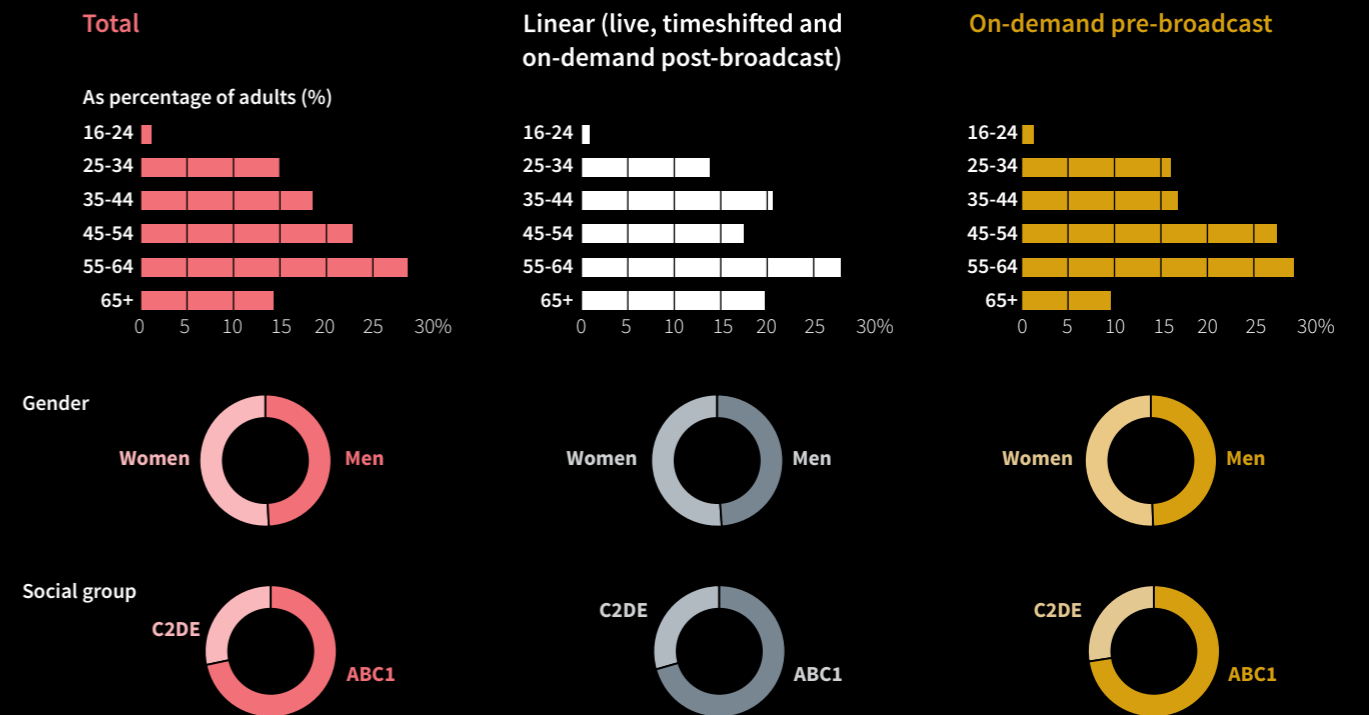 Total
As percentage of adults (%)
16-24
25-34
35-44
45-54
55-64
65+
0 5 10 15 20 25 30%
Linear (live, timeshifted and
on-demand post-broadcast)
16-24
25-34
35-44
45-54
55-64
65+
0 5 10 15 20 25 30%
On-demand pre-broadcast
16-24
25-34
35-44
45-54
55-64
65+
0 5 10 15 20 25 30%
Gender
Women Men
Women Men
Women Men
Social group
C2DE
ABC1
C2DE
ABC1
C2DE
ABC1